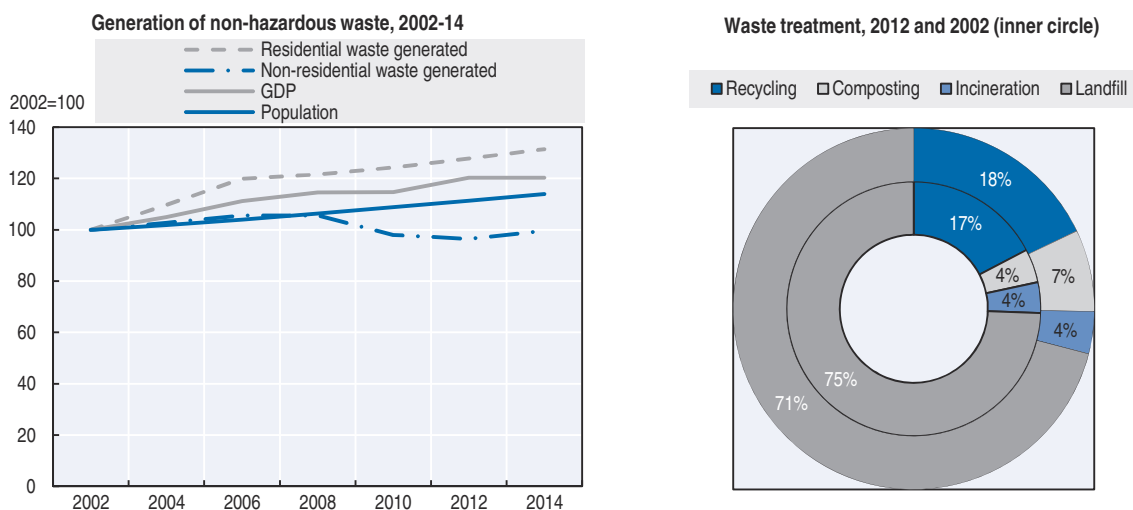 Generation of non-hazardous waste, 2002-14
Residential waste generated
Non-residential waste generated
GDP
Population
2002=100
140
120
100
80
60
40
20
0
2002 2004 2006 2008 2010 2012 2014
Waste treatment, 2012 and 2002 (inner circle)
Recycling Composting Incineration Landfill
18%
17%
4% 7%
4% 4%
75%
71%